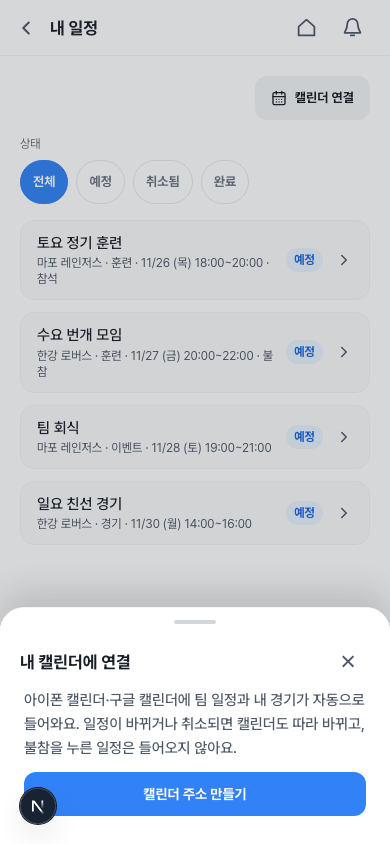 내 일정
캘린더 연결
상태
전체 예정 취소됨 완료
토요 정기 훈련
마포 레인저스 · 훈련 · 11/26 (목) 18:00~20:00 ·
참석
예정
수요 번개 모임
한강 로버스 · 훈련 · 11/27 (금) 20:00~22:00 · 불
참
예정
팀 회식
마포 레인저스 · 이벤트 · 11/28 (토) 19:00~21:00
예정
일요 친선 경기
한강 로버스 · 경기 · 11/30 (월) 14:00~16:00
예정
내 캘린더에 연결
아이폰 캘린더·구글 캘린더에 팀 일정과 내 경기가 자동으로
들어와요. 일정이 바뀌거나 취소되면 캘린더도 따라 바뀌고,
불참을 누른 일정은 들어오지 않아요.
캘린더 주소 만들기
N